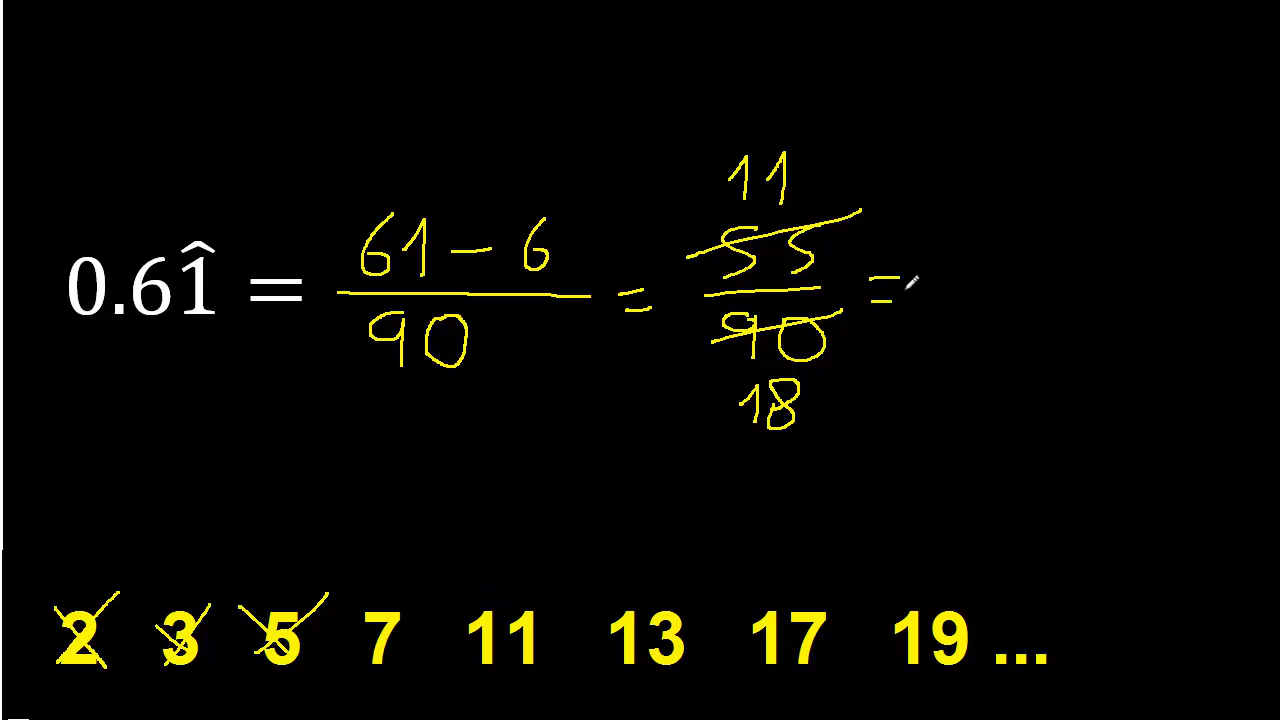 11
0.61̂ = 61 - 6 / 90 = 55 / 90 =
18
2 3 5 7 11 13 17 19 ...